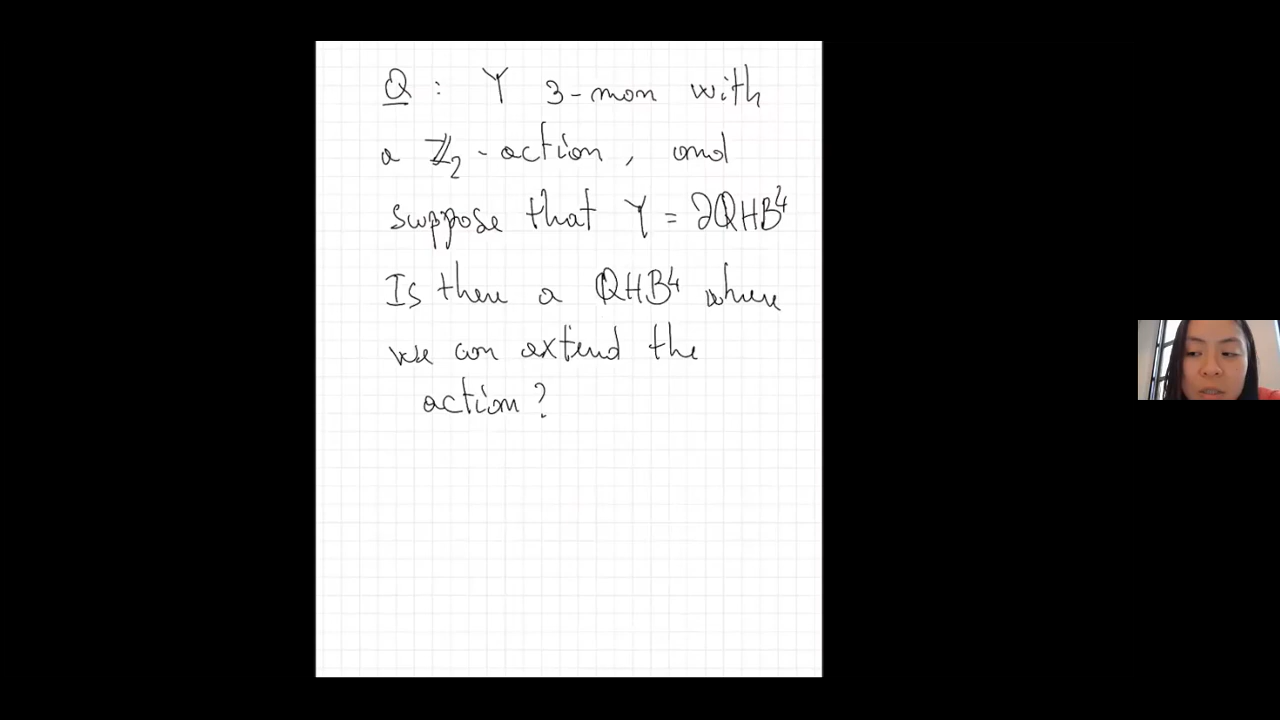 Q : Y 3-man with
a ℤ₂-action, and
suppose that Y = ∂QHB⁴
Is there a QHB⁴ where
we can extend the
action?